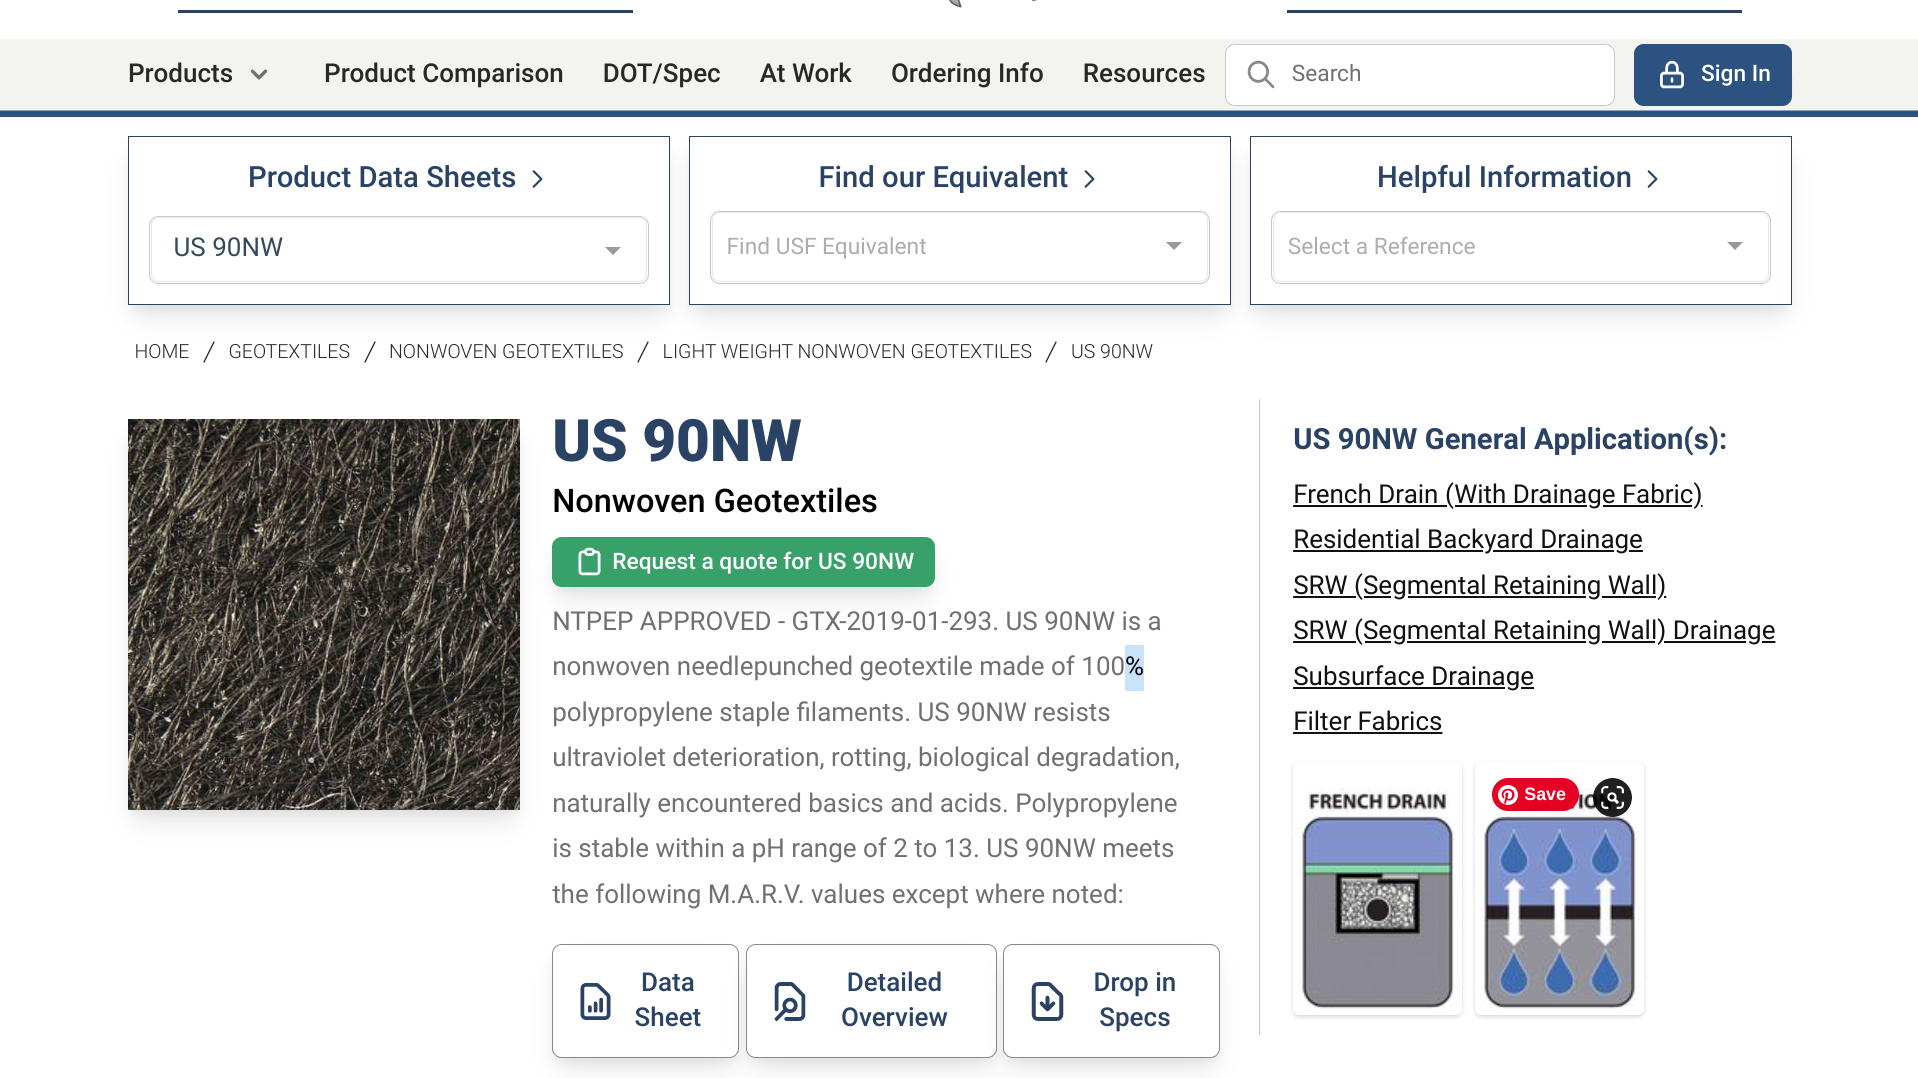 Products
Product Comparison
DOT/Spec
At Work
Ordering Info
Resources
Search
Sign In
Product Data Sheets
US 90NW
Find our Equivalent
Find USF Equivalent
Helpful Information
Select a Reference
HOME / GEOTEXTILES / NONWOVEN GEOTEXTILES / LIGHT WEIGHT NONWOVEN GEOTEXTILES / US 90NW
US 90NW
Nonwoven Geotextiles
Request a quote for US 90NW
NTPEP APPROVED - GTX-2019-01-293. US 90NW is a
nonwoven needlepunched geotextile made of 100%
polypropylene staple filaments. US 90NW resists
ultraviolet deterioration, rotting, biological degradation,
naturally encountered basics and acids. Polypropylene
is stable within a pH range of 2 to 13. US 90NW meets
the following M.A.R.V. values except where noted:
Data
Sheet
Detailed
Overview
Drop in
Specs
US 90NW General Application(s):
French Drain (With Drainage Fabric)
Residential Backyard Drainage
SRW (Segmental Retaining Wall)
SRW (Segmental Retaining Wall) Drainage
Subsurface Drainage
Filter Fabrics
FRENCH DRAIN
Save